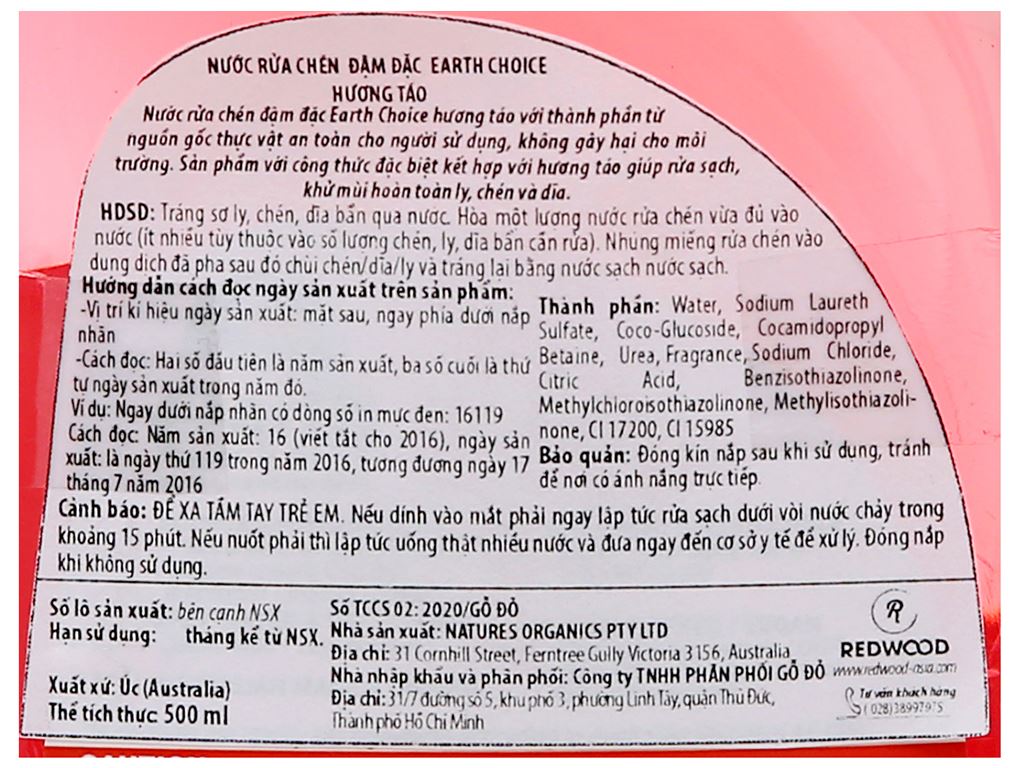 NƯỚC RỬA CHÉN ĐẬM ĐẶC EARTH CHOICE
HƯƠNG TÁO
Nước rửa chén đậm đặc Earth Choice hương táo với thành phần từ
nguồn gốc thực vật an toàn cho người sử dụng, không gây hại cho môi
trường. Sản phẩm với công thức đặc biệt kết hợp với hương táo giúp rửa sạch,
khử mùi hoàn toàn ly, chén và dĩa.
HDSD: Tráng sơ ly, chén, dĩa bẩn qua nước. Hòa một lượng nước rửa chén vừa đủ vào
nước (ít nhiều tùy thuộc vào số lượng chén, ly, dĩa bẩn cần rửa). Nhúng miếng rửa chén vào
dung dịch đã pha sau đó chùi chén/dĩa/ly và tráng lại bằng nước sạch nước sạch.
Hướng dẫn cách đọc ngày sản xuất trên sản phẩm:
-Vị trí kí hiệu ngày sản xuất: mặt sau, ngay phía dưới nắp
nhãn
-Cách đọc: Hai số đầu tiên là năm sản xuất, ba số cuối là thứ
tự ngày sản xuất trong năm đó.
Ví dụ: Ngay dưới nắp nhãn có dòng số in mực đen: 16119
Cách đọc: Năm sản xuất: 16 (viết tắt cho 2016), ngày sản
xuất: là ngày thứ 119 trong năm 2016, tương đương ngày 17
tháng 7 năm 2016
Thành phần: Water, Sodium Laureth
Sulfate, Coco-Glucoside, Cocamidopropyl
Betaine, Urea, Fragrance, Sodium Chloride,
Citric Acid, Benzisothiazolinone,
Methylchloroisothiazolinone, Methylisothiazoli-
none, CI 17200, CI 15985
Bảo quản: Đóng kín nắp sau khi sử dụng, tránh
để nơi có ánh nắng trực tiếp.
Cảnh báo: ĐỂ XA TẦM TAY TRẺ EM. Nếu dính vào mắt phải ngay lập tức rửa sạch dưới vòi nước chảy trong
khoảng 15 phút. Nếu nuốt phải thì lập tức uống thật nhiều nước và đưa ngay đến cơ sở y tế để xử lý. Đóng nắp
khi không sử dụng.
Số lô sản xuất: bên cạnh NSX
Hạn sử dụng: tháng kể từ NSX.
Xuất xứ: Úc (Australia)
Thể tích thực: 500 ml
Số TCCS 02: 2020/GỖ ĐỎ
Nhà sản xuất: NATURES ORGANICS PTY LTD
Địa chỉ: 31 Cornhill Street, Ferntree Gully Victoria 3156, Australia
Nhà nhập khẩu và phân phối: Công ty TNHH PHÂN PHỐI GỖ ĐỎ
Địa chỉ: 31/7 đường số 5, khu phố 3, phường Linh Tây, quận Thủ Đức,
Thành phố Hồ Chí Minh
R
REDWOOD
www.redwood-asia.com
Tư vấn khách hàng
(028)38997975